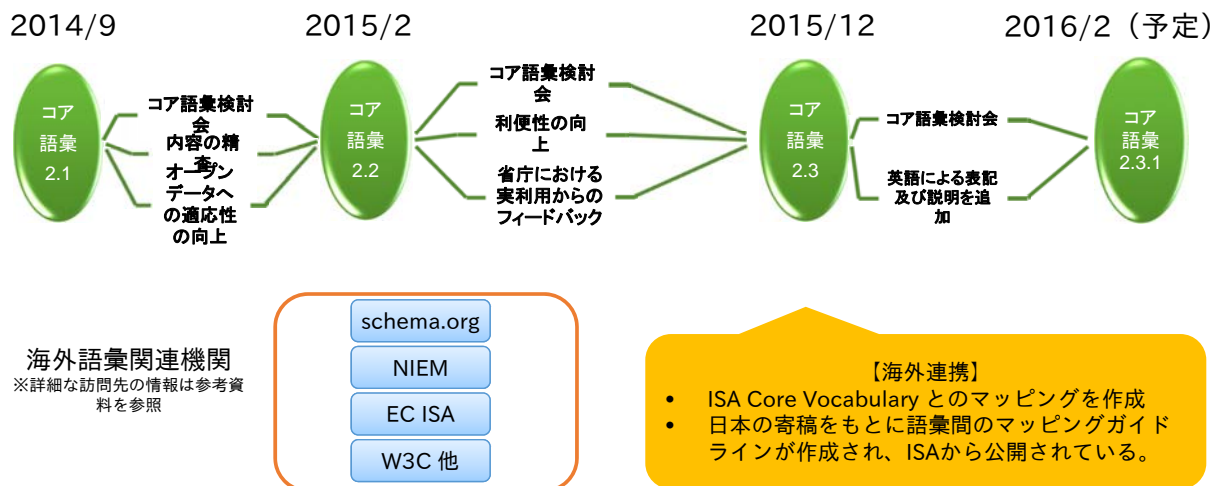 2014/9
2015/2
2015/12
2016/2（予定）
コア
語彙
2.1
コア語彙検討
会
内容の精
査
オープン
データへ
の適応性
の向上
コア
語彙
2.2
コア語彙検討
会
利便性の向
上
省庁における
実利用からの
フィードバック
コア
語彙
2.3
コア語彙検討会
英語による表記
及び説明を追
加
コア
語彙
2.3.1
海外語彙関連機関
※詳細な訪問先の情報は参考資
料を参照
schema.org
NIEM
EC ISA
W3C 他
【海外連携】
• ISA Core Vocabulary とのマッピングを作成
• 日本の寄稿をもとに語彙間のマッピングガイド
ラインが作成され、ISAから公開されている。